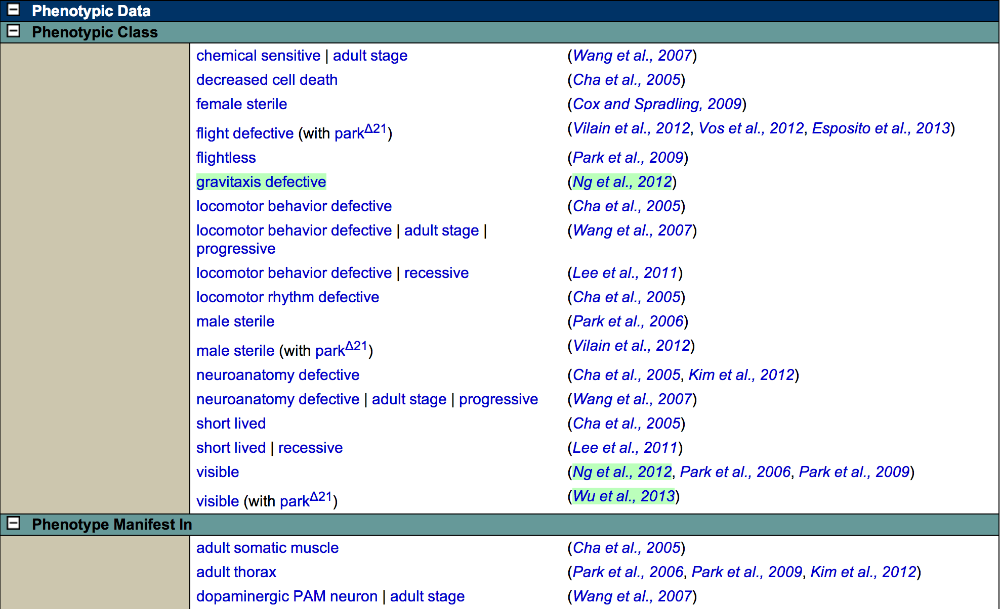 Phenotypic Data
Phenotypic Class
chemical sensitive | adult stage (Wang et al., 2007)
decreased cell death (Cha et al., 2005)
female sterile (Cox and Spradling, 2009)
flight defective (with park^Δ21) (Vilain et al., 2012, Vos et al., 2012, Esposito et al., 2013)
flightless (Park et al., 2009)
gravitaxis defective (Ng et al., 2012)
locomotor behavior defective (Cha et al., 2005)
locomotor behavior defective | adult stage | (Wang et al., 2007)
progressive
locomotor behavior defective | recessive (Lee et al., 2011)
locomotor rhythm defective (Cha et al., 2005)
male sterile (Park et al., 2006)
male sterile (with park^Δ21) (Vilain et al., 2012)
neuroanatomy defective (Cha et al., 2005, Kim et al., 2012)
neuroanatomy defective | adult stage | progressive (Wang et al., 2007)
short lived (Cha et al., 2005)
short lived | recessive (Lee et al., 2011)
visible (Ng et al., 2012, Park et al., 2006, Park et al., 2009)
visible (with park^Δ21) (Wu et al., 2013)
Phenotype Manifest In
adult somatic muscle (Cha et al., 2005)
adult thorax (Park et al., 2006, Park et al., 2009, Kim et al., 2012)
dopaminergic PAM neuron | adult stage (Wang et al., 2007)